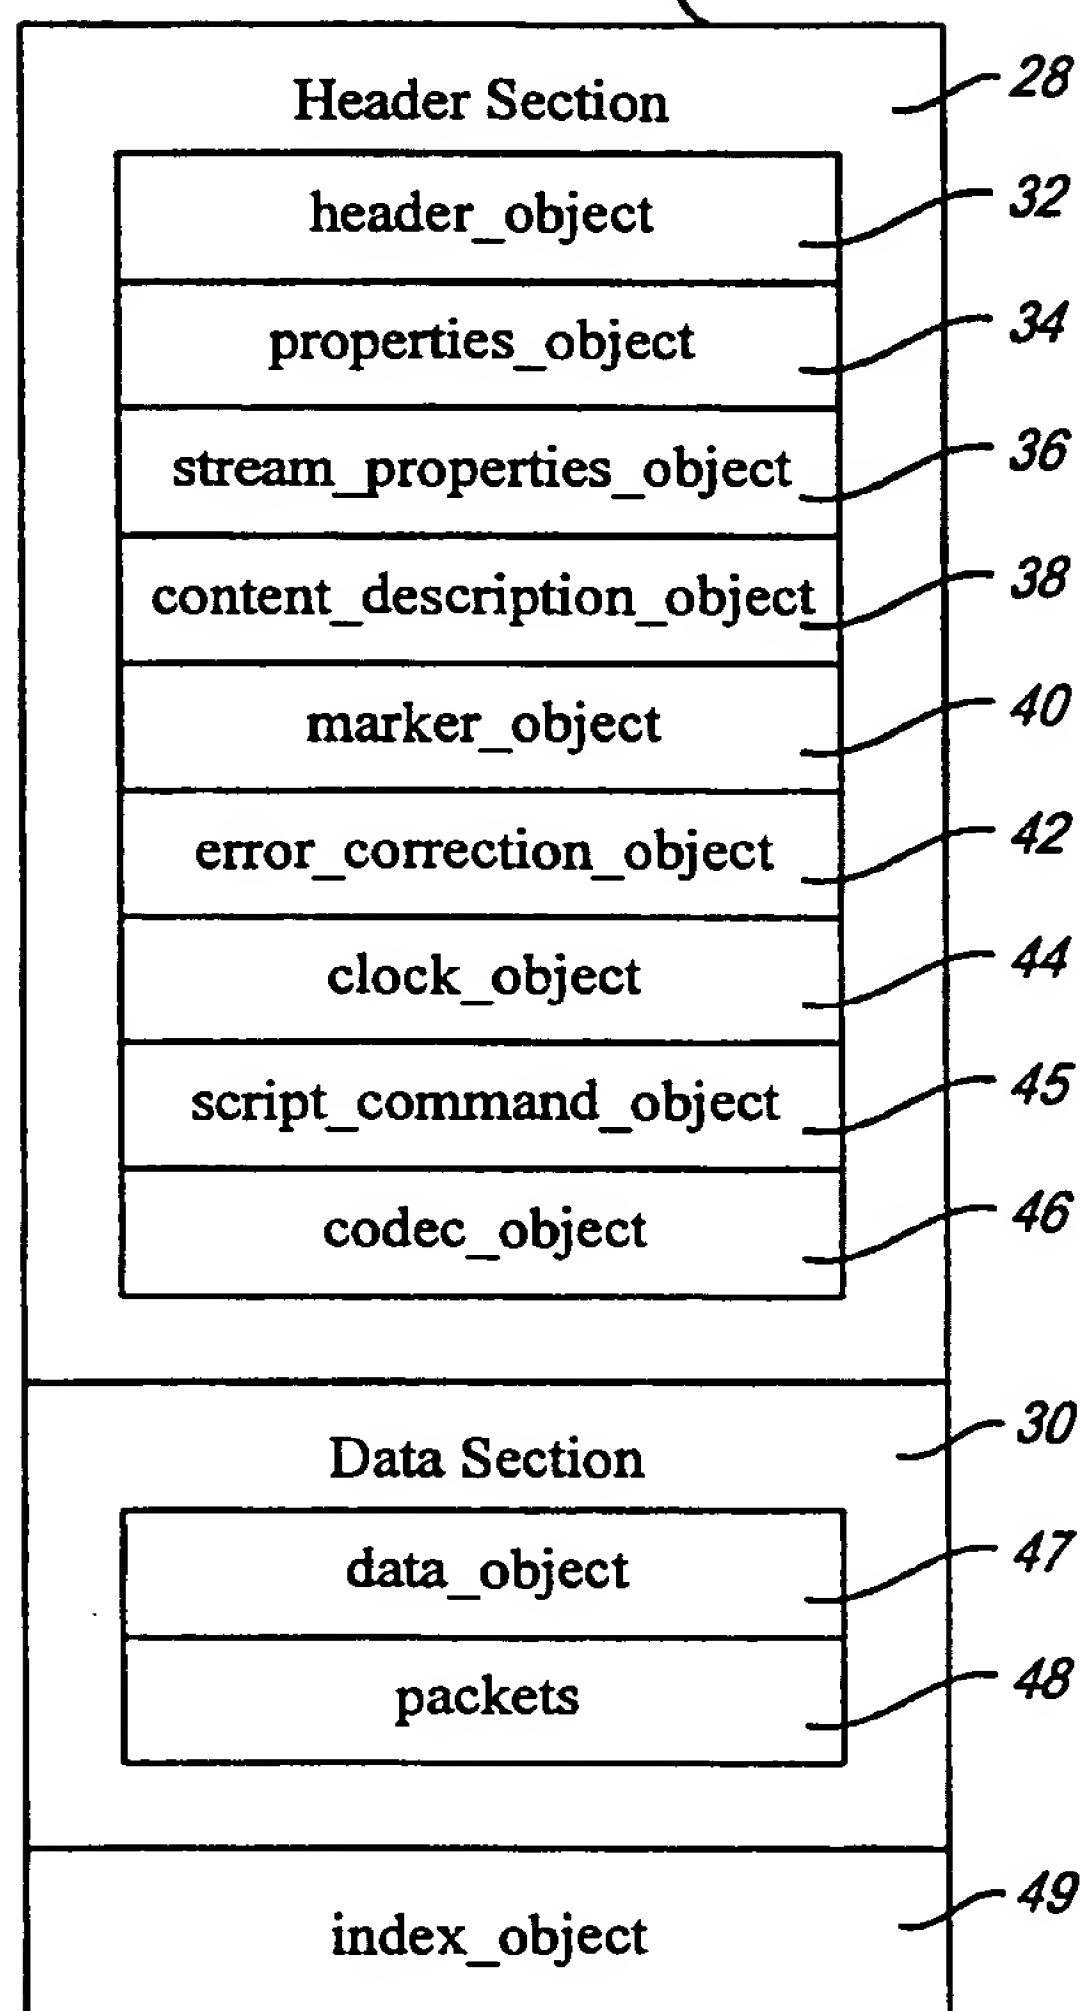 Header Section 28
header_object 32
properties_object 34
stream_properties_object 36
content_description_object 38
marker_object 40
error_correction_object 42
clock_object 44
script_command_object 45
codec_object 46
Data Section 30
data_object 47
packets 48
index_object 49